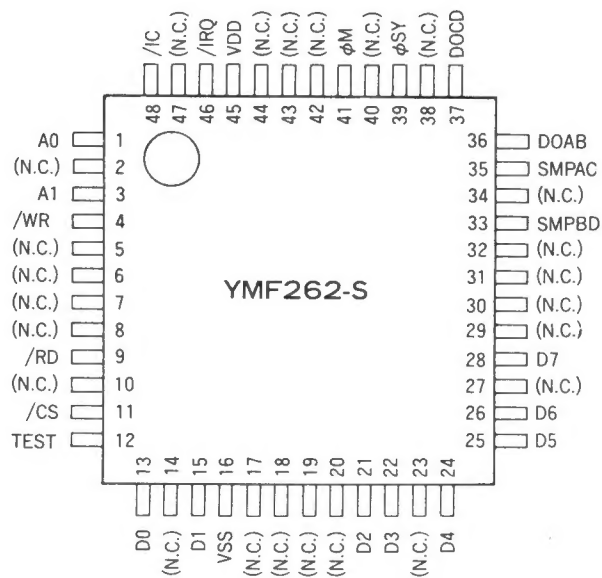 /IC (N.C.) /IRQ VDD (N.C.) (N.C.) (N.C.) φM (N.C.) φSY (N.C.) DOCD
48 47 46 45 44 43 42 41 40 39 38 37
A0 1
(N.C.) 2
A1 3
/WR 4
(N.C.) 5
(N.C.) 6
(N.C.) 7
(N.C.) 8
/RD 9
(N.C.) 10
/CS 11
TEST 12
YMF262-S
36 DOAB
35 SMPAC
34 (N.C.)
33 SMPBD
32 (N.C.)
31 (N.C.)
30 (N.C.)
29 (N.C.)
28 D7
27 (N.C.)
26 D6
25 D5
13 14 15 16 17 18 19 20 21 22 23 24
D0 (N.C.) D1 VSS (N.C.) (N.C.) (N.C.) (N.C.) D2 D3 (N.C.) D4